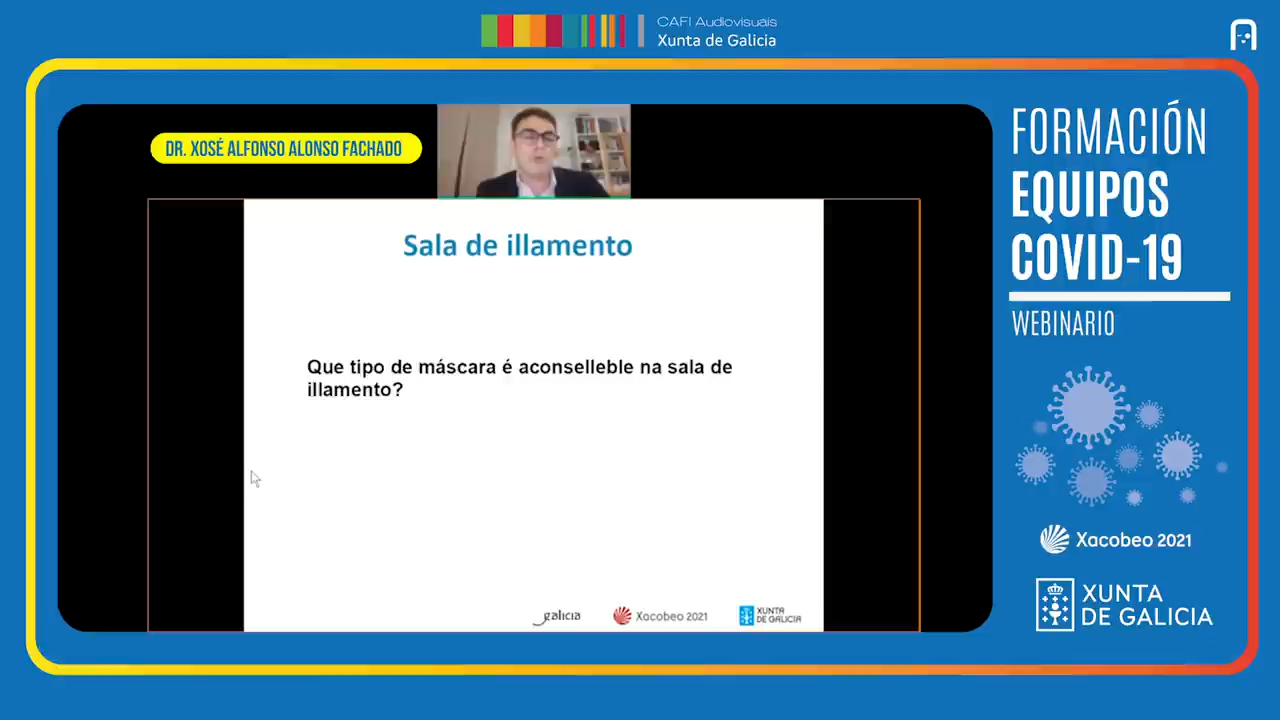 CAFI Audiovisuais
Xunta de Galicia
DR. XOSÉ ALFONSO ALONSO FACHADO
Sala de illamento
Que tipo de máscara é aconselleble na sala de
illamento?
galicia
Xacobeo 2021
XUNTA
DE GALICIA
FORMACIÓN
EQUIPOS
COVID-19
WEBINARIO
Xacobeo 2021
XUNTA
DE GALICIA